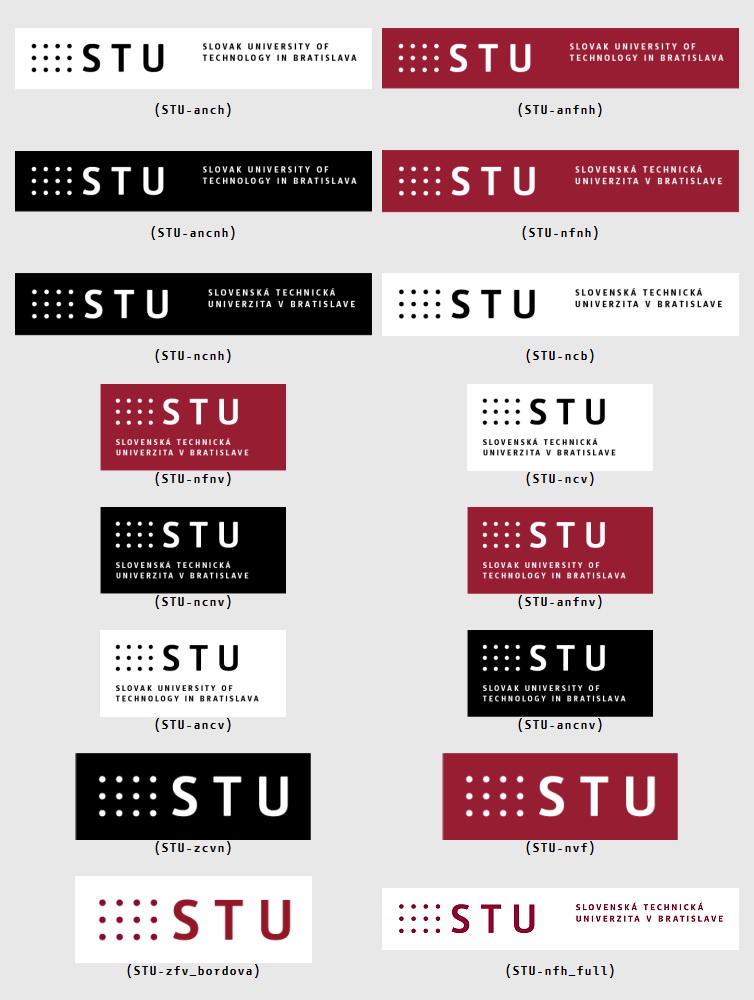 STU SLOVAK UNIVERSITY OF
TECHNOLOGY IN BRATISLAVA
(STU-anch)
STU SLOVAK UNIVERSITY OF
TECHNOLOGY IN BRATISLAVA
(STU-anfnh)
STU SLOVAK UNIVERSITY OF
TECHNOLOGY IN BRATISLAVA
(STU-ancnh)
STU SLOVENSKÁ TECHNICKÁ
UNIVERZITA V BRATISLAVE
(STU-nfnh)
STU SLOVENSKÁ TECHNICKÁ
UNIVERZITA V BRATISLAVE
(STU-ncnh)
STU SLOVENSKÁ TECHNICKÁ
UNIVERZITA V BRATISLAVE
(STU-ncb)
STU
SLOVENSKÁ TECHNICKÁ
UNIVERZITA V BRATISLAVE
(STU-nfnv)
STU
SLOVENSKÁ TECHNICKÁ
UNIVERZITA V BRATISLAVE
(STU-ncv)
STU
SLOVENSKÁ TECHNICKÁ
UNIVERZITA V BRATISLAVE
(STU-ncnv)
STU
SLOVAK UNIVERSITY OF
TECHNOLOGY IN BRATISLAVA
(STU-anfnv)
STU
SLOVAK UNIVERSITY OF
TECHNOLOGY IN BRATISLAVA
(STU-ancv)
STU
SLOVAK UNIVERSITY OF
TECHNOLOGY IN BRATISLAVA
(STU-ancnv)
STU
(STU-zcvn)
STU
(STU-nvf)
STU
(STU-zfv_bordova)
STU SLOVENSKÁ TECHNICKÁ
UNIVERZITA V BRATISLAVE
(STU-nfh_full)